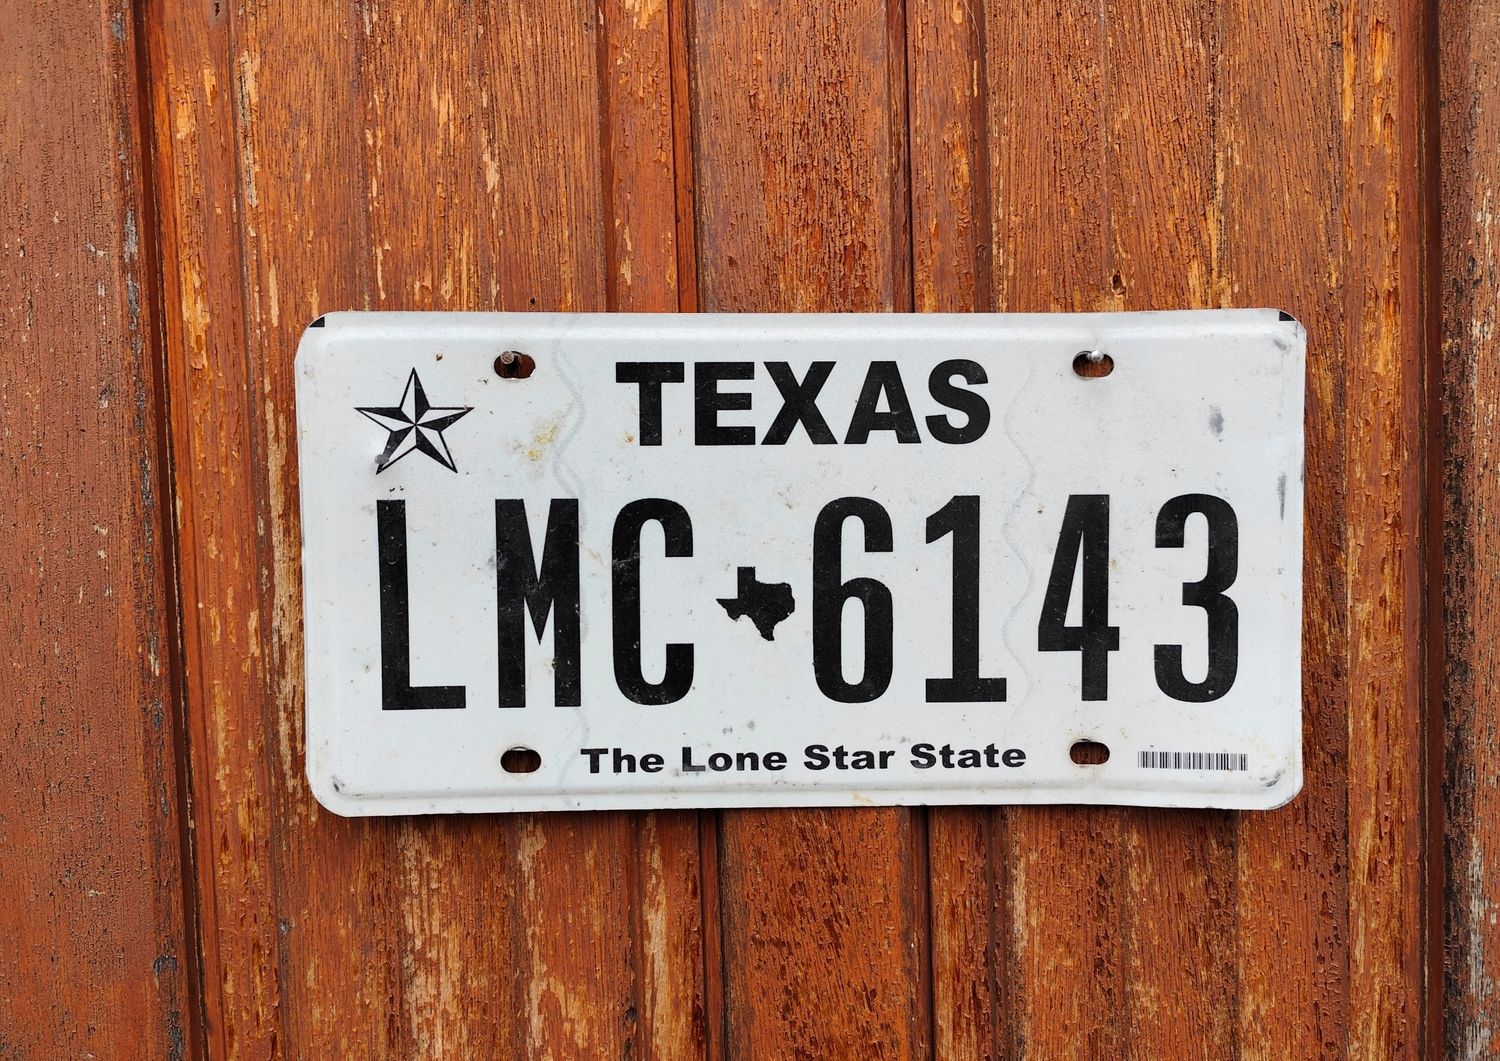 TEXAS
LMC 6143
The Lone Star State